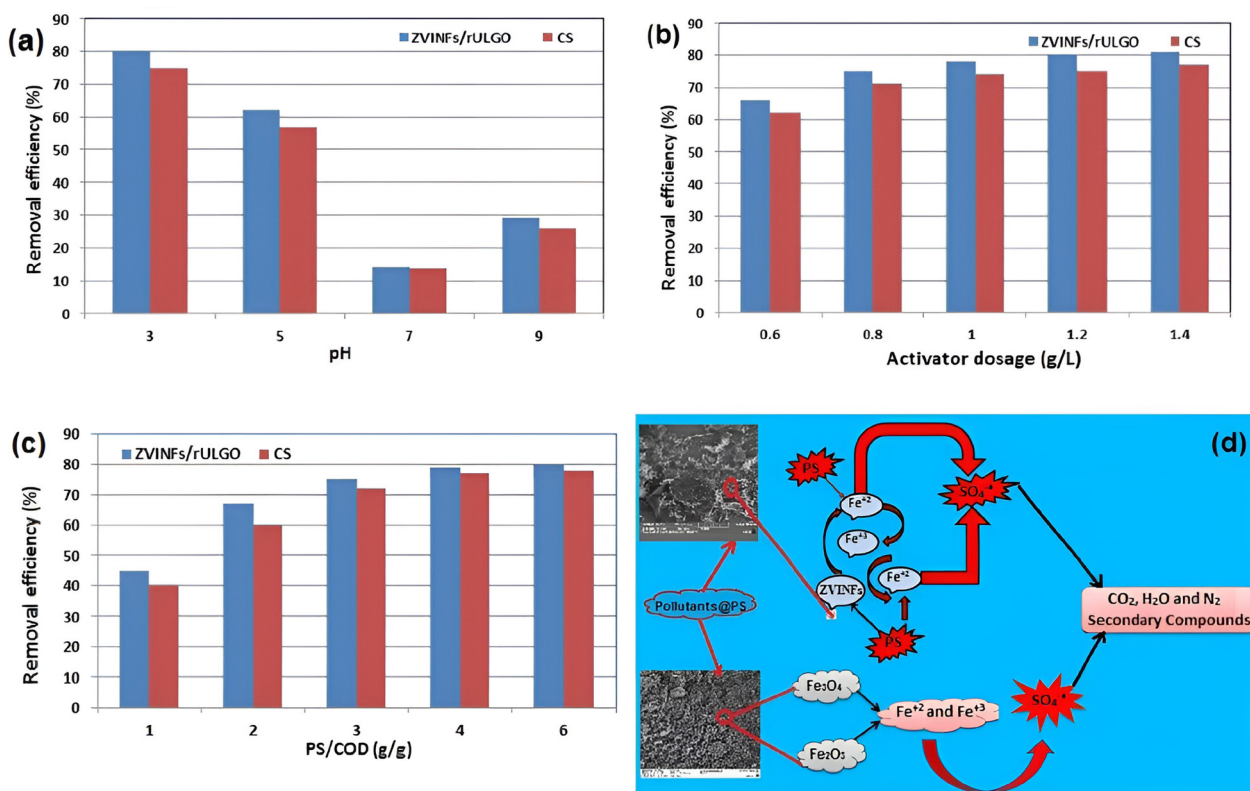 (a)
ZVINFs/rULGO
CS
Removal efficiency (%)
90
80
70
60
50
40
30
20
10
0
3
5
7
9
pH
(b)
ZVINFs/rULGO
CS
Removal efficiency (%)
90
80
70
60
50
40
30
20
10
0
0.6
0.8
1
1.2
1.4
Activator dosage (g/L)
(c)
ZVINFs/rULGO
CS
Removal efficiency (%)
90
80
70
60
50
40
30
20
10
0
1
2
3
4
6
PS/COD (g/g)
(d)
PS
Fe+2
SO4-•
Fe+3
ZVINFs
Fe+2
Pollutants@PS
PS
CO2, H2O and N2
Secondary Compounds
Fe3O4
Fe+2 and Fe+3
SO4-•
Fe2O3